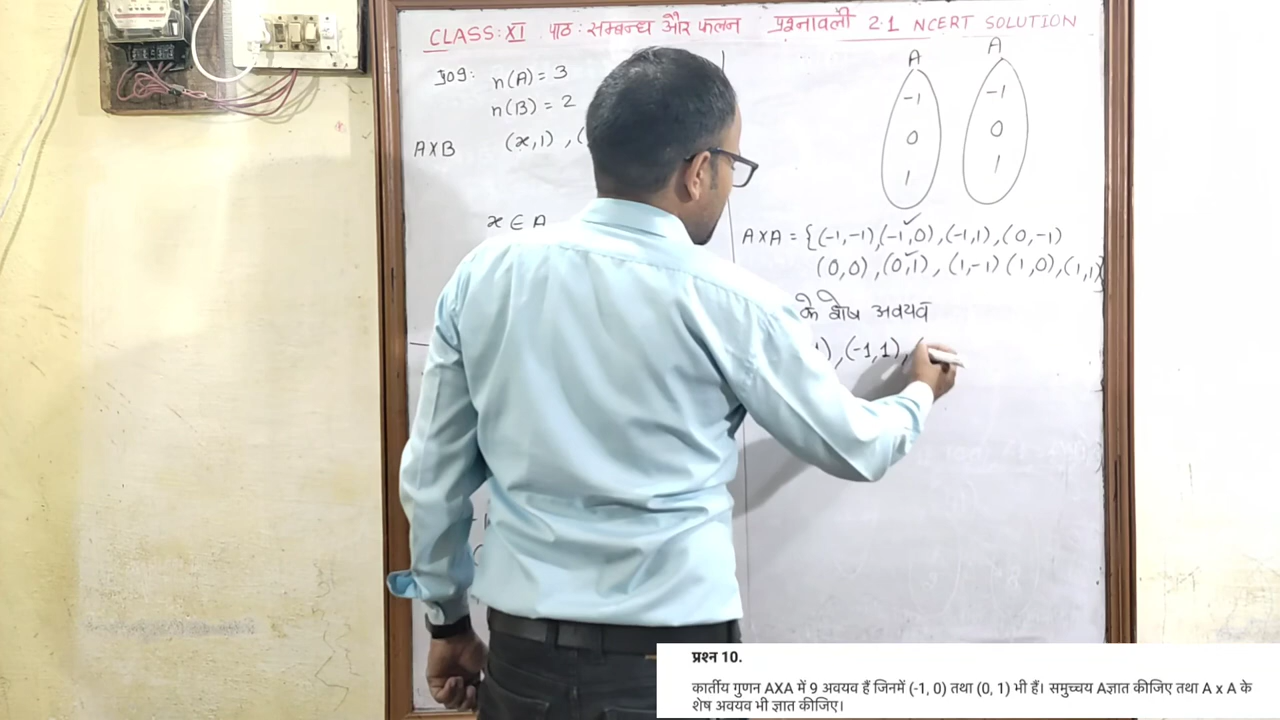 CLASS: XI पाठ : सम्बन्ध और फलन प्रश्नावली 2.1 NCERT SOLUTION
J09: n(A) = 3
n(B) = 2
A×B (x,1) , (
x ∈ A
A A
-1 -1
0 0
1 1
A×A = {(-1,-1),(-1,0),(-1,1),(0,-1)
(0,0),(0,1),(1,-1)(1,0),(1,1)}
के शेष अवयव
1),(-1,1),(
प्रश्न 10.
कार्तीय गुणन AXA में 9 अवयव हैं जिनमें (-1, 0) तथा (0, 1) भी हैं। समुच्चय Aज्ञात कीजिए तथा A x A के
शेष अवयव भी ज्ञात कीजिए।